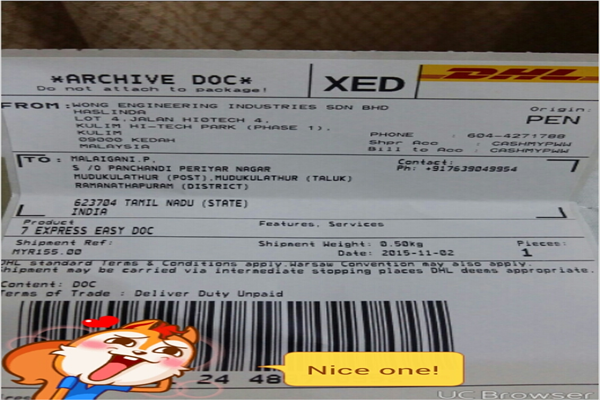 *ARCHIVE DOC*
Do not attach to package!
XED
DHL
FROM: WONG ENGINEERING INDUSTRIES SDN BHD
HASLINDA
LOT 4,JALAN HI0TECH 4,
KULIM HI-TECH PARK (PHASE 1),
KULIM
09000 KEDAH
MALAYSIA
Origin:
PEN
PHONE : 604-4271788
Shpr Acc : CASHMYPWW
Bill to Acc : CASHMYPWW
TO: MALAIGANI.P.
S /O PANCHANDI PERIYAR NAGAR
MUDUKULATHUR (POST),MUDUKULATHUR (TALUK)
RAMANATHAPURAM (DISTRICT)
623704 TAMIL NADU (STATE)
INDIA
Contact:
Ph: +917639049954
Product
7 EXPRESS EASY DOC
Features, Services
Shipment Ref:
MYR155.00
Shipment Weight: 0.50kg
Date: 2015-11-02
Pieces:
1
DHL standard Terms & Conditions apply.Warsaw Convention may also apply.
Shipment may be carried via intermediate stopping places DHL deems appropriate.
Content: DOC
Terms of Trade : Deliver Duty Unpaid
24 48
Nice one!
UC Browser